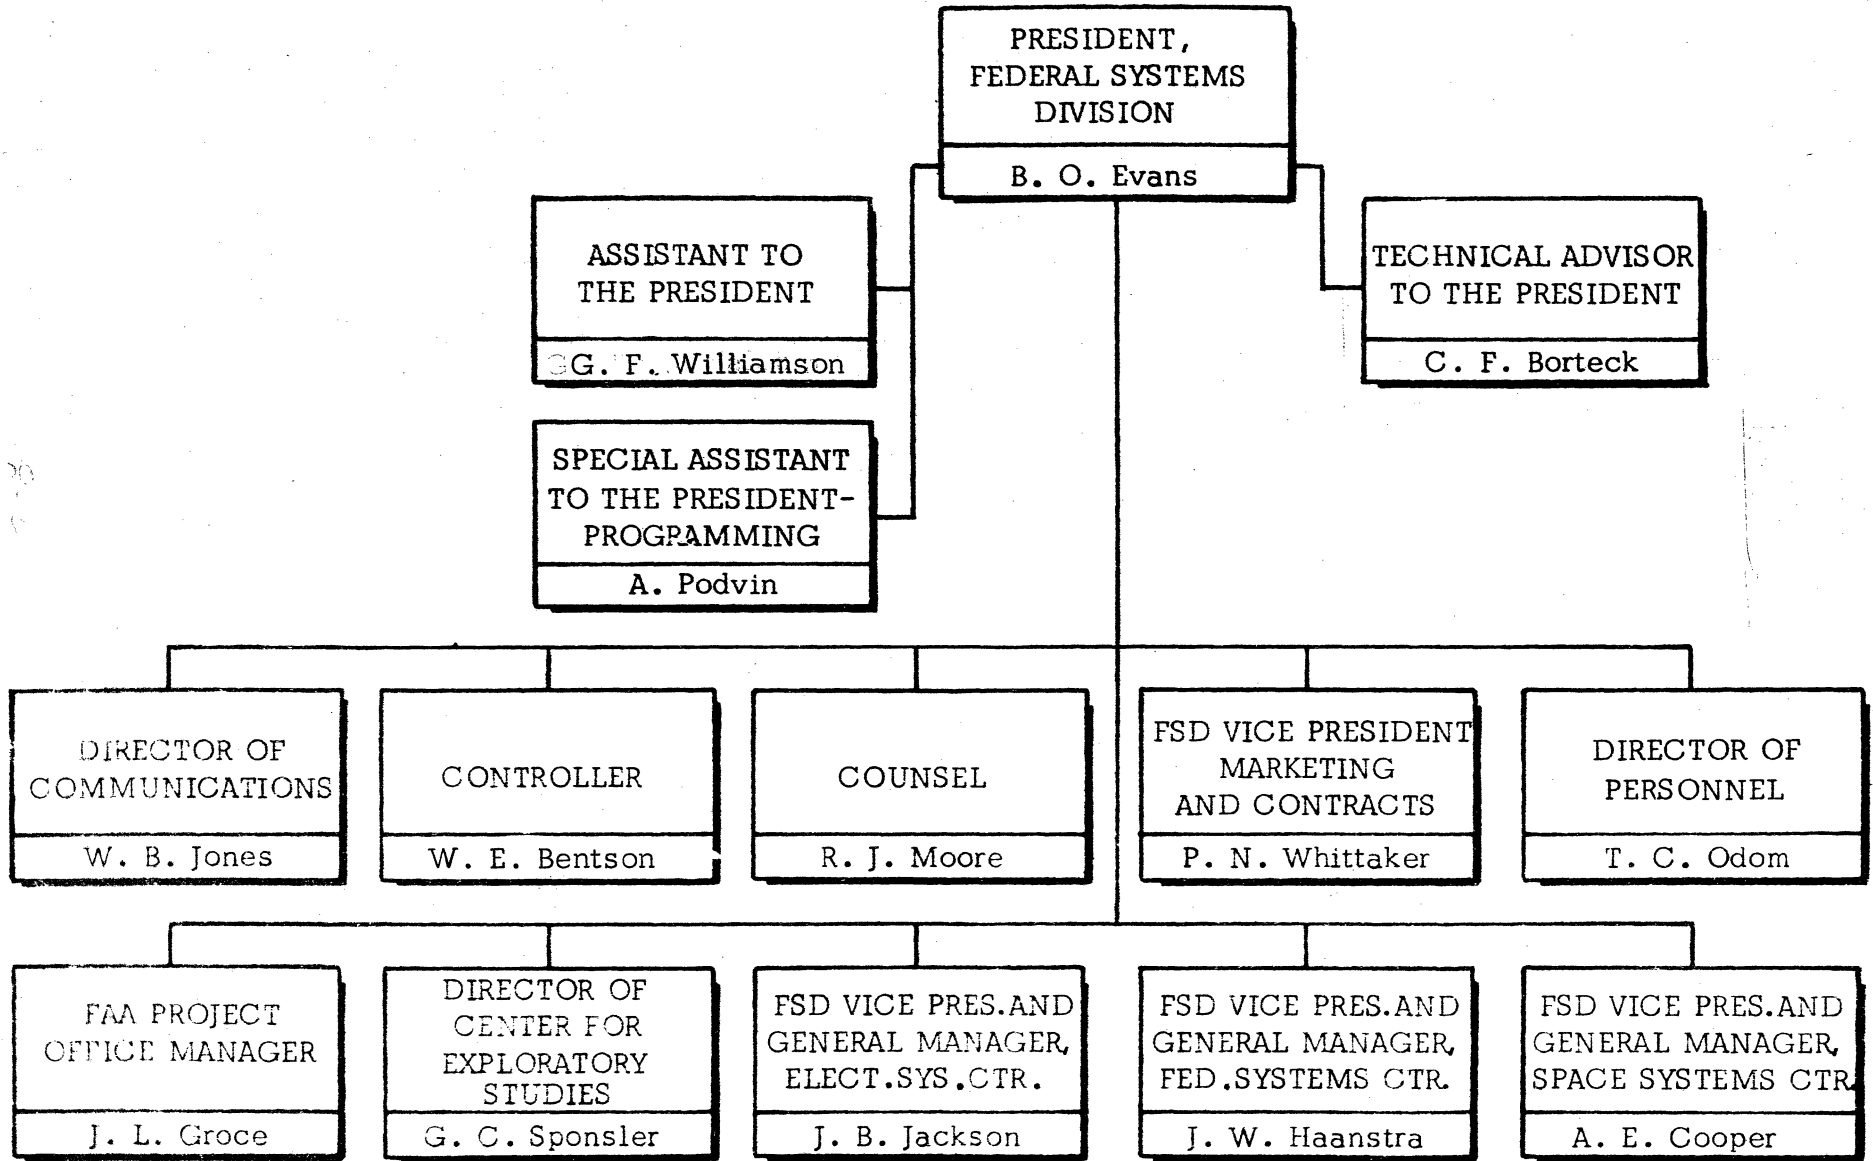 PRESIDENT,
FEDERAL SYSTEMS
DIVISION
B. O. Evans
ASSISTANT TO
THE PRESIDENT
G. F. Williamson
TECHNICAL ADVISOR
TO THE PRESIDENT
C. F. Borteck
SPECIAL ASSISTANT
TO THE PRESIDENT-
PROGRAMMING
A. Podvin
DIRECTOR OF
COMMUNICATIONS
W. B. Jones
CONTROLLER
W. E. Bentson
COUNSEL
R. J. Moore
FSD VICE PRESIDENT
MARKETING
AND CONTRACTS
P. N. Whittaker
DIRECTOR OF
PERSONNEL
T. C. Odom
FAA PROJECT
OFFICE MANAGER
J. L. Groce
DIRECTOR OF
CENTER FOR
EXPLORATORY
STUDIES
G. C. Sponsler
FSD VICE PRES.AND
GENERAL MANAGER,
ELECT.SYS.CTR.
J. B. Jackson
FSD VICE PRES.AND
GENERAL MANAGER,
FED.SYSTEMS CTR.
J. W. Haanstra
FSD VICE PRES.AND
GENERAL MANAGER,
SPACE SYSTEMS CTR.
A. E. Cooper